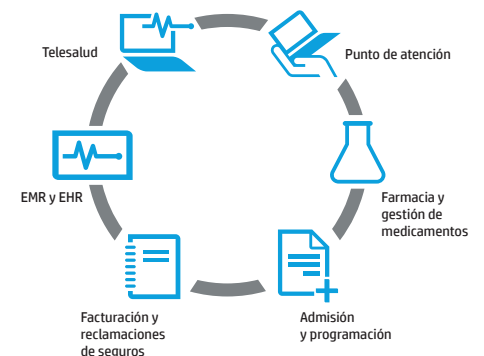 Telesalud
Punto de atención
EMR y EHR
Farmacia y
gestión de
medicamentos
Facturación y
reclamaciones
de seguros
Admisión
y programación